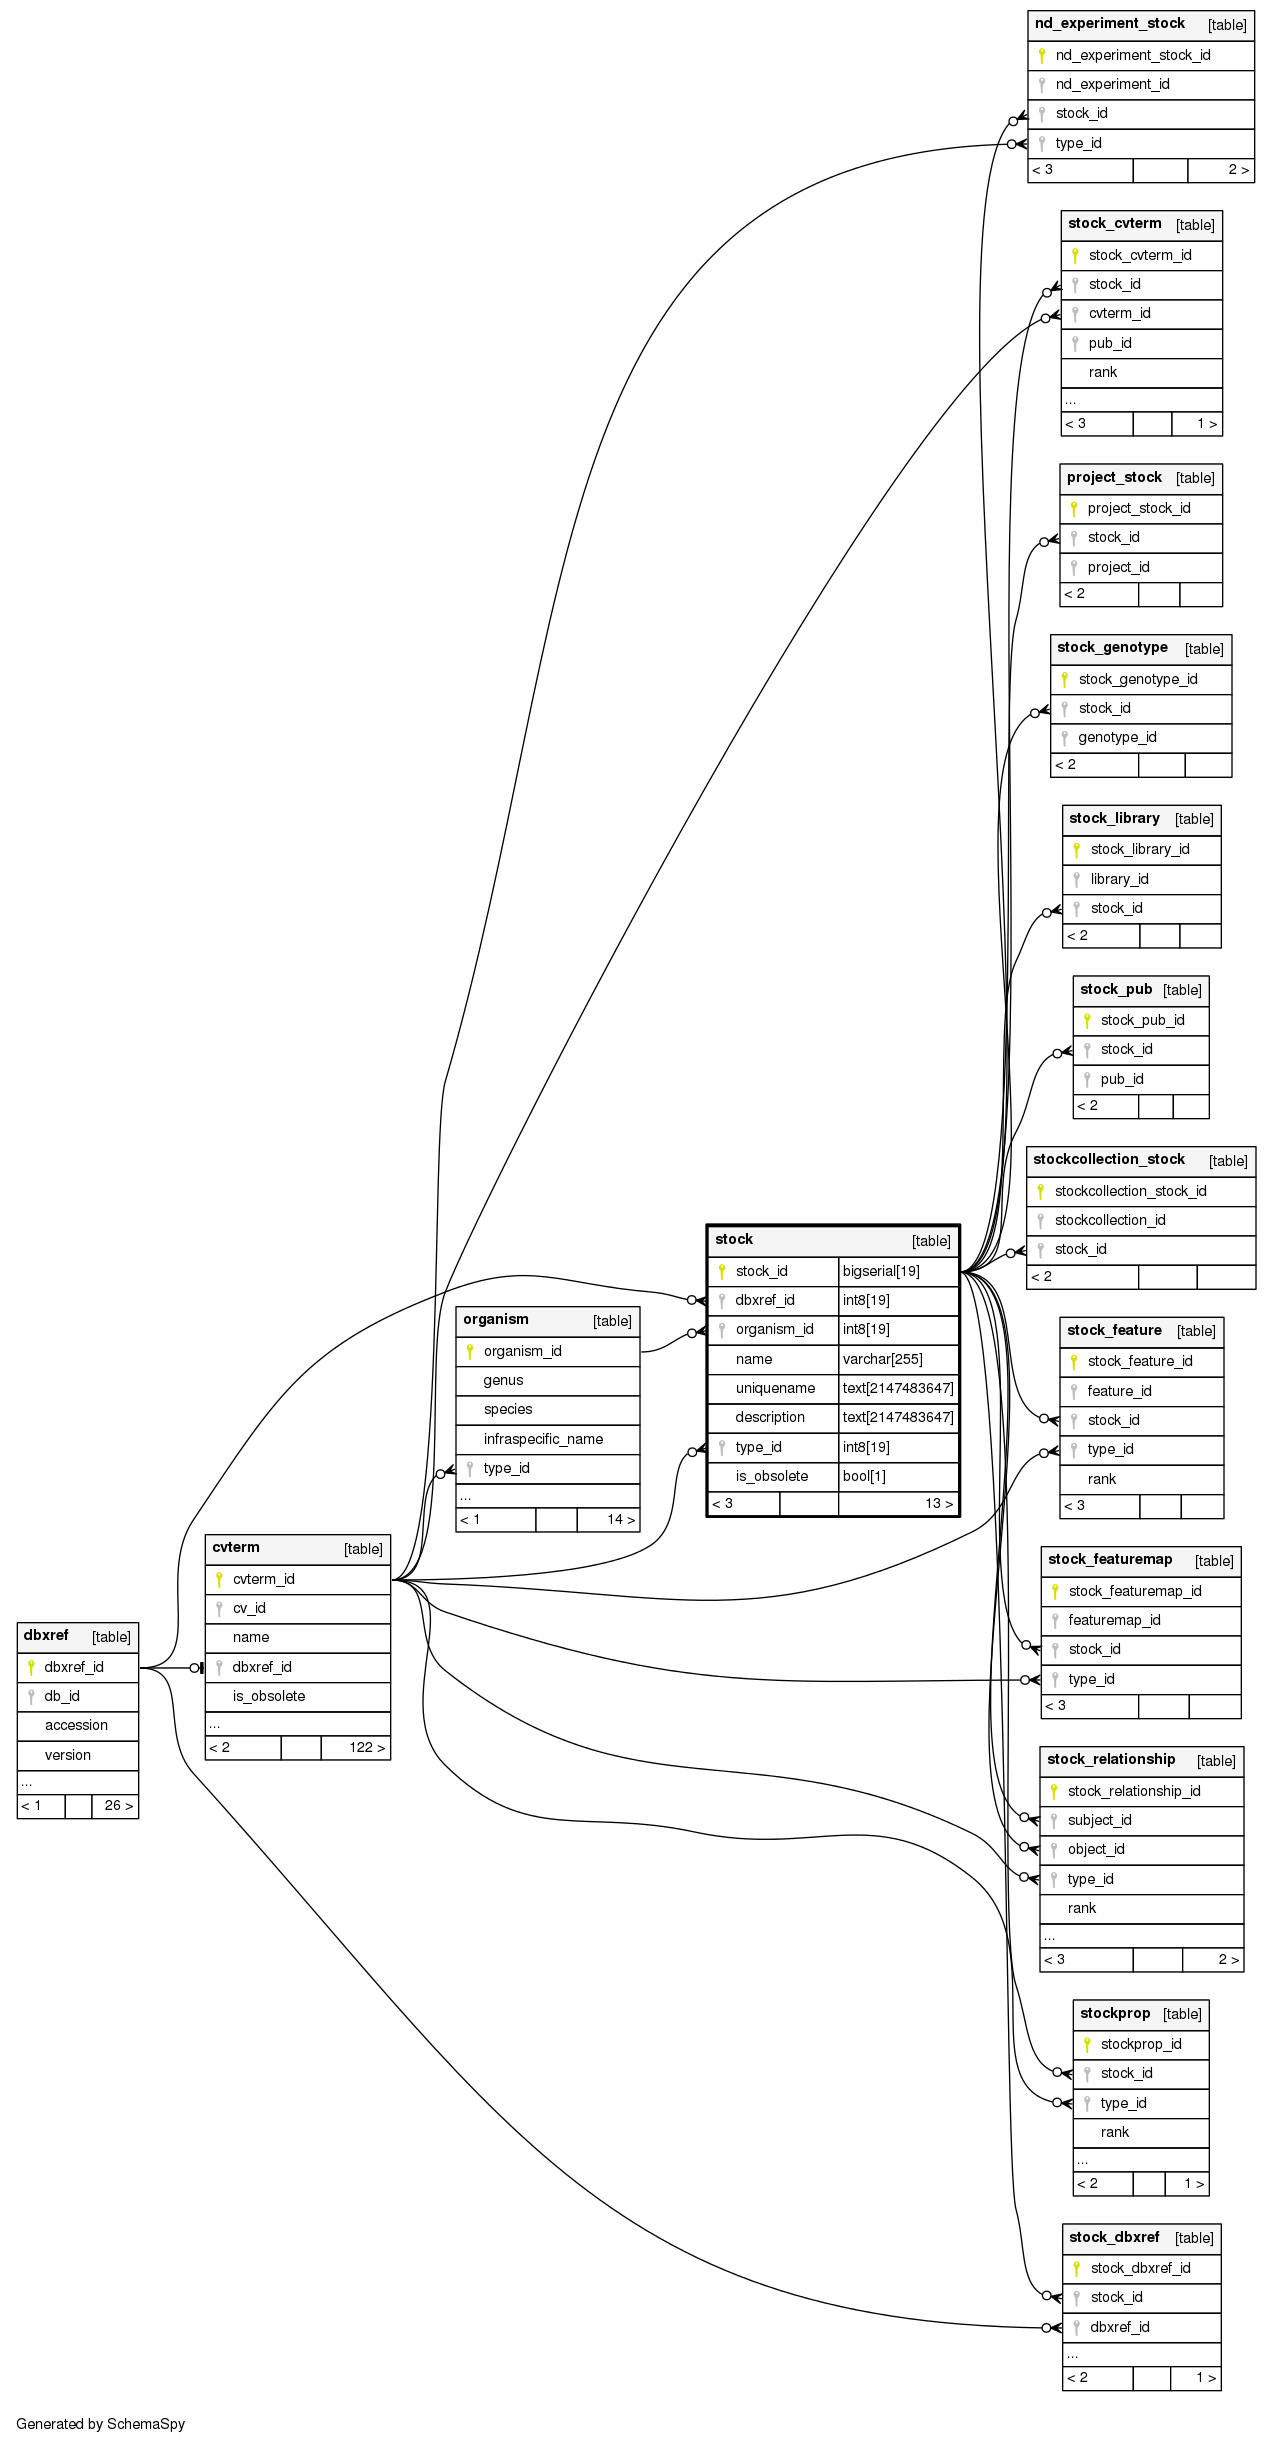 nd_experiment_stock [table]
nd_experiment_stock_id
nd_experiment_id
stock_id
type_id
< 3 2 >
stock_cvterm [table]
stock_cvterm_id
stock_id
cvterm_id
pub_id
rank
...
< 3 1 >
project_stock [table]
project_stock_id
stock_id
project_id
< 2
stock_genotype [table]
stock_genotype_id
stock_id
genotype_id
< 2
stock_library [table]
stock_library_id
library_id
stock_id
< 2
stock_pub [table]
stock_pub_id
stock_id
pub_id
< 2
stockcollection_stock [table]
stockcollection_stock_id
stockcollection_id
stock_id
< 2
stock [table]
stock_id bigserial[19]
dbxref_id int8[19]
organism_id int8[19]
name varchar[255]
uniquename text[2147483647]
description text[2147483647]
type_id int8[19]
is_obsolete bool[1]
< 3 13 >
organism [table]
organism_id
genus
species
infraspecific_name
type_id
...
< 1 14 >
stock_feature [table]
stock_feature_id
feature_id
stock_id
type_id
rank
< 3
cvterm [table]
cvterm_id
cv_id
name
dbxref_id
is_obsolete
...
< 2 122 >
stock_featuremap [table]
stock_featuremap_id
featuremap_id
stock_id
type_id
< 3
dbxref [table]
dbxref_id
db_id
accession
version
...
< 1 26 >
stock_relationship [table]
stock_relationship_id
subject_id
object_id
type_id
rank
...
< 3 2 >
stockprop [table]
stockprop_id
stock_id
type_id
rank
...
< 2 1 >
stock_dbxref [table]
stock_dbxref_id
stock_id
dbxref_id
...
< 2 1 >
Generated by SchemaSpy